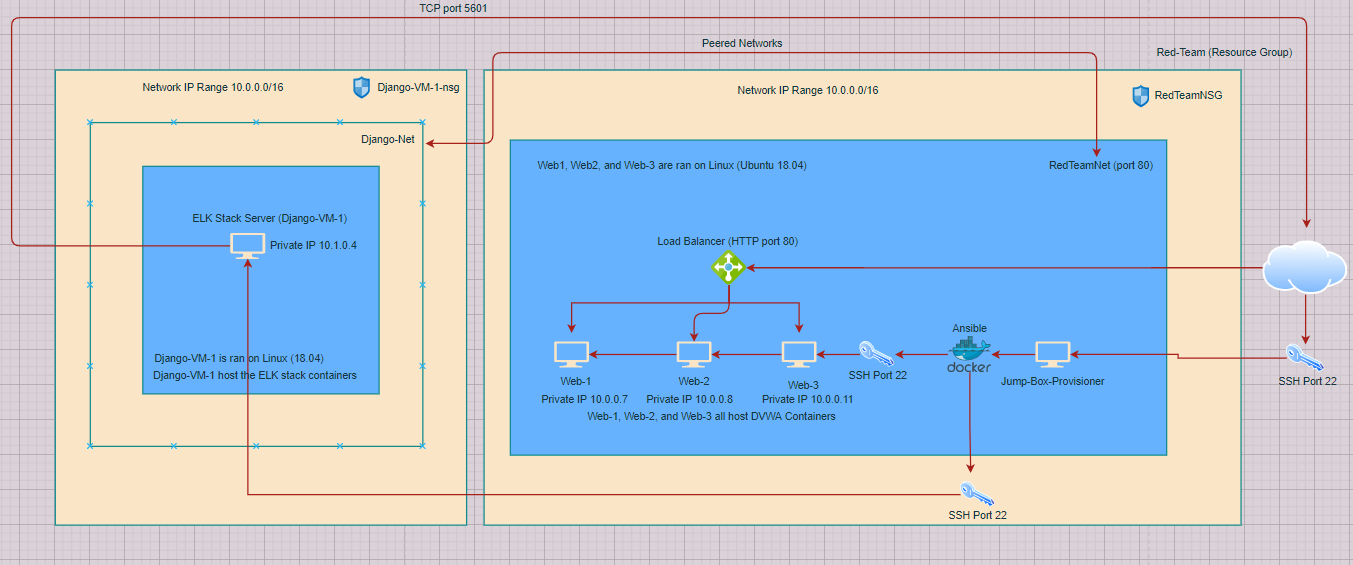 TCP port 5601
Peered Networks
Red-Team (Resource Group)
Network IP Range 10.0.0.0/16
Django-VM-1-nsg
Network IP Range 10.0.0.0/16
RedTeamNSG
Django-Net
Web1, Web2, and Web-3 are ran on Linux (Ubuntu 18.04)
RedTeamNet (port 80)
ELK Stack Server (Django-VM-1)
Private IP 10.1.0.4
Load Balancer (HTTP port 80)
Django-VM-1 is ran on Linux (18.04)
Django-VM-1 host the ELK stack containers
Ansible
docker
Web-1
Web-2
Web-3
SSH Port 22
Jump-Box-Provisioner
SSH Port 22
Private IP 10.0.0.7
Private IP 10.0.0.8
Private IP 10.0.0.11
Web-1, Web-2, and Web-3 all host DVWA Containers
SSH Port 22